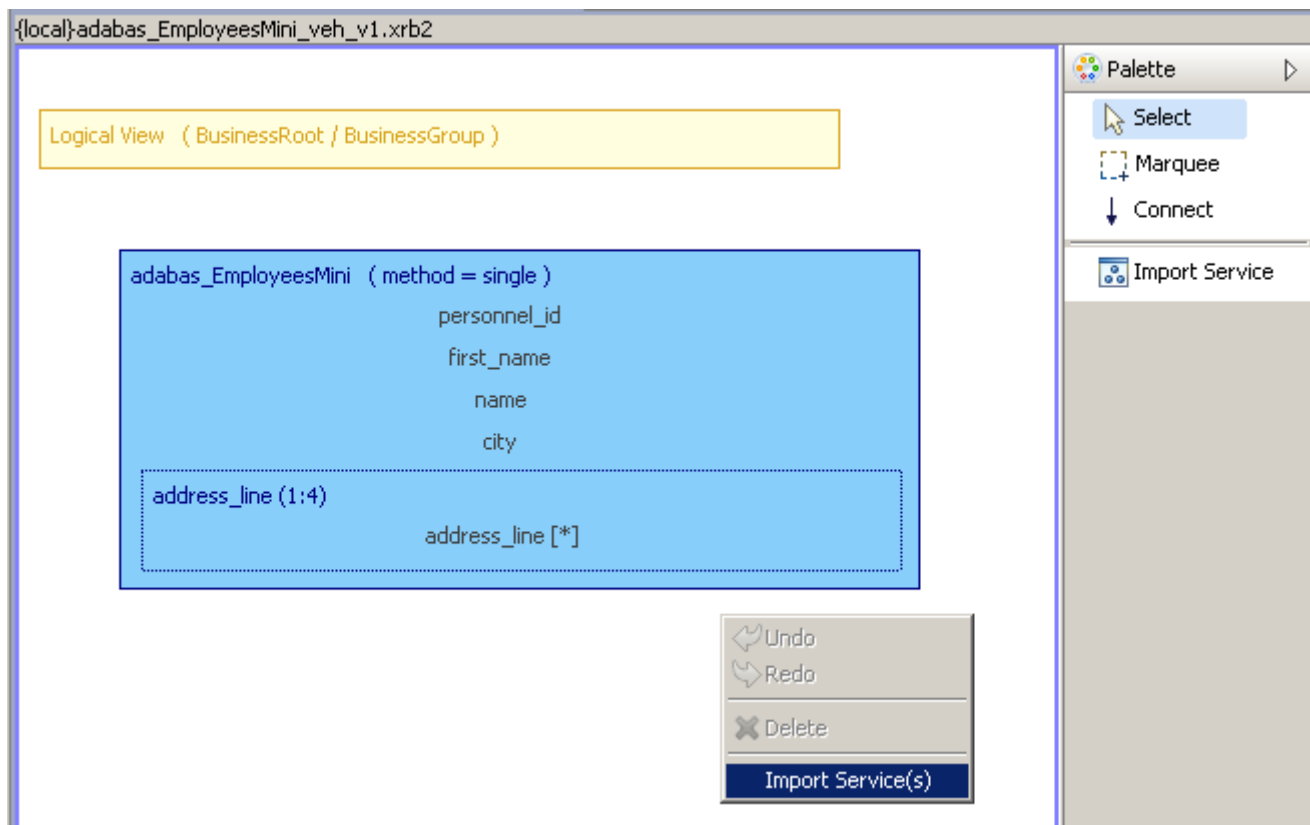 {local}adabas_EmployeesMini_veh_v1.xrb2
Logical View ( BusinessRoot / BusinessGroup )
adabas_EmployeesMini ( method = single )
personnel_id
first_name
name
city
address_line (1:4)
address_line [*]
Undo
Redo
Delete
Import Service(s)
Palette
Select
Marquee
Connect
Import Service